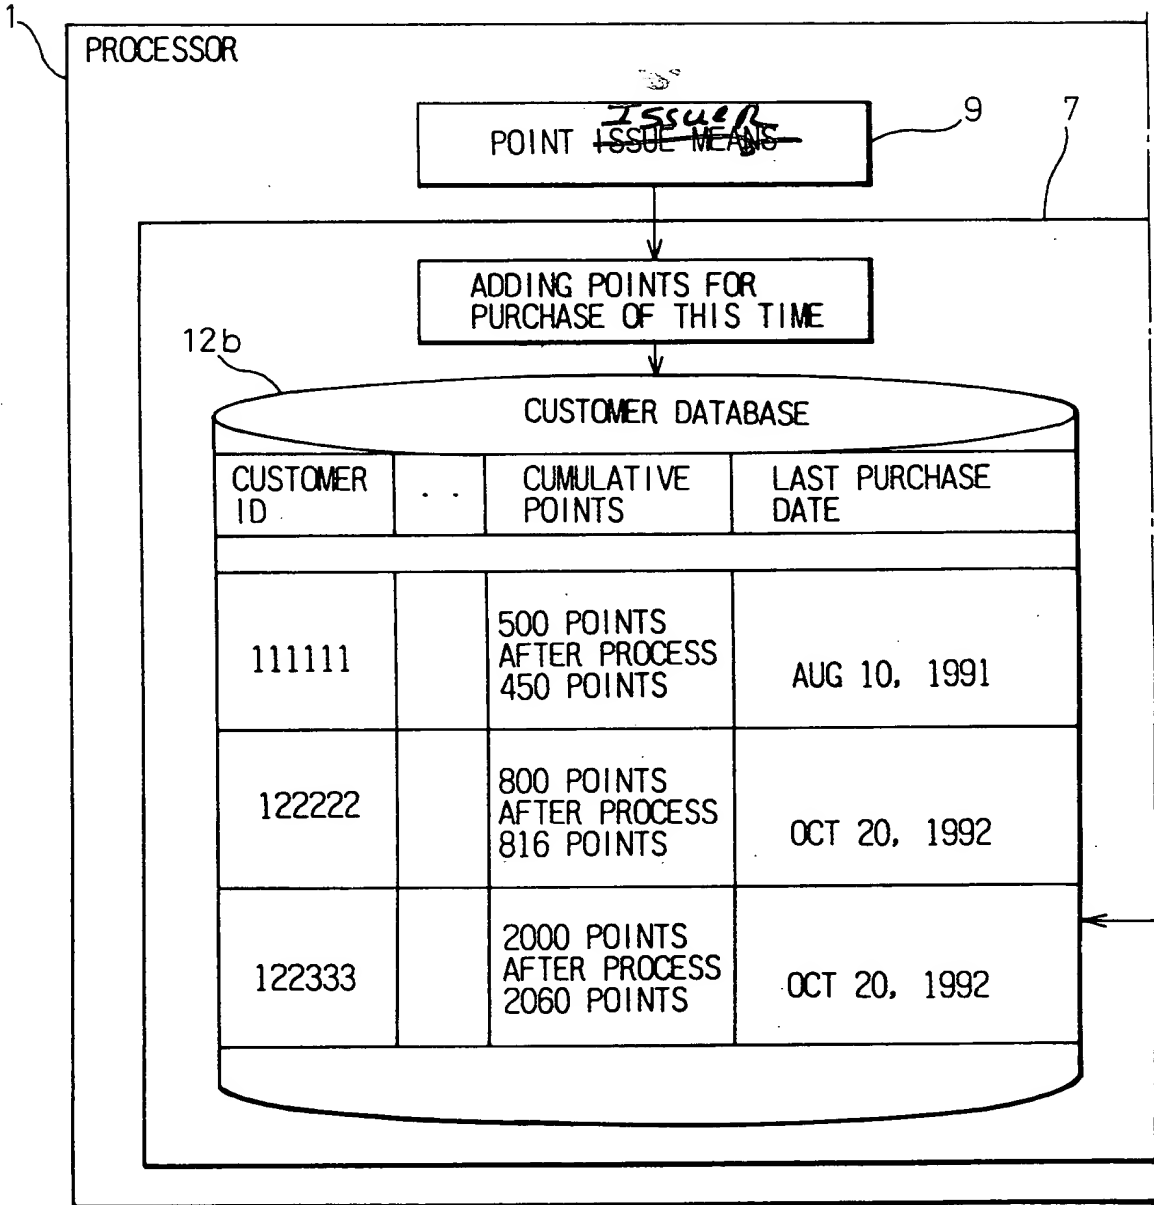 1
PROCESSOR
Issuer
POINT ISSUE MEANS
9
7
ADDING POINTS FOR
PURCHASE OF THIS TIME
12b
CUSTOMER DATABASE
CUSTOMER
ID
. .
CUMULATIVE
POINTS
LAST PURCHASE
DATE
111111
500 POINTS
AFTER PROCESS
450 POINTS
AUG 10, 1991
122222
800 POINTS
AFTER PROCESS
816 POINTS
OCT 20, 1992
122333
2000 POINTS
AFTER PROCESS
2060 POINTS
OCT 20, 1992